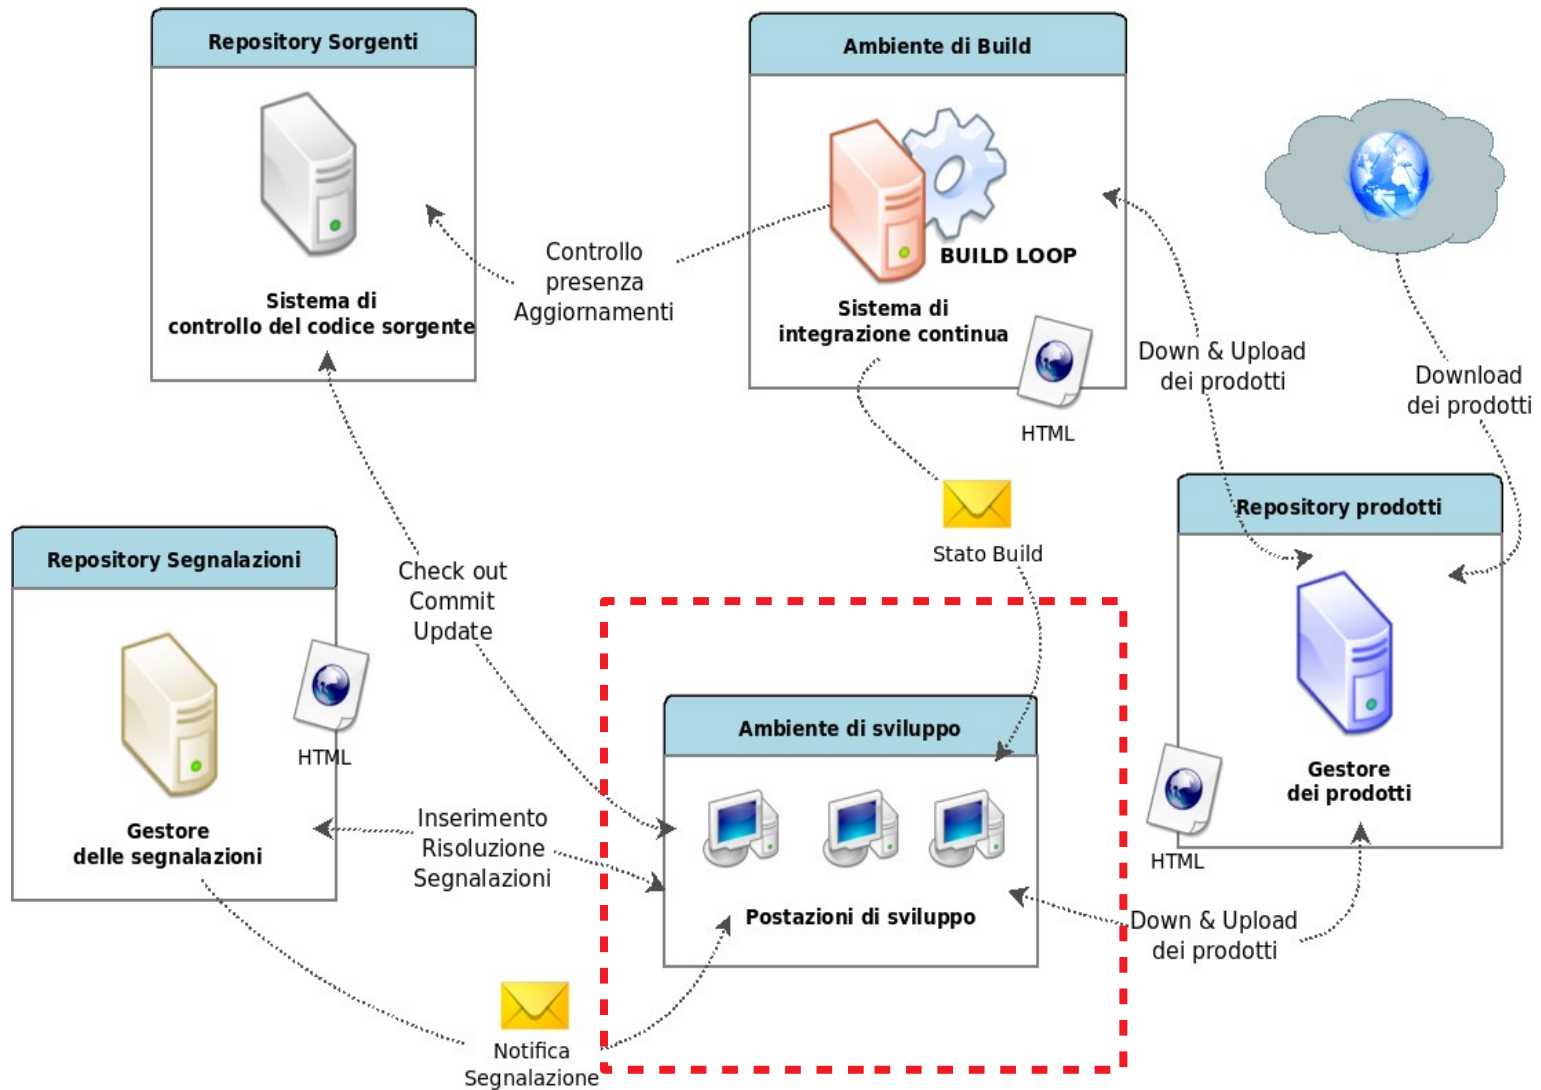 Repository Sorgenti
Sistema di
controllo del codice sorgente
Controllo
presenza
Aggiornamenti
Ambiente di Build
BUILD LOOP
Sistema di
integrazione continua
HTML
Down & Upload
dei prodotti
Download
dei prodotti
Stato Build
Repository prodotti
Gestore
dei prodotti
HTML
Repository Segnalazioni
Gestore
delle segnalazioni
HTML
Check out
Commit
Update
Inserimento
Risoluzione
Segnalazioni
Ambiente di sviluppo
Postazioni di sviluppo
Down & Upload
dei prodotti
Notifica
Segnalazione